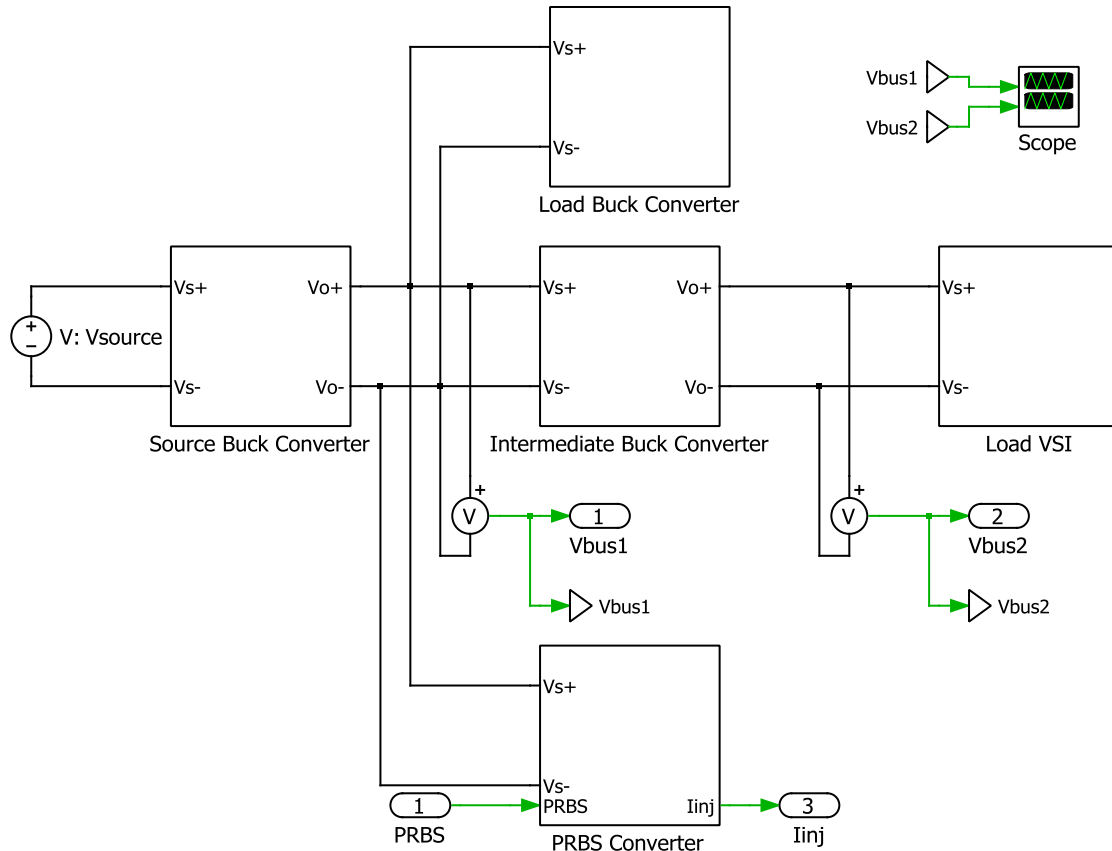 Vs+
Vs-
Load Buck Converter
Vbus1
Vbus2
Scope
+
−
V: Vsource
Vs+
Vs-
Vo+
Vo-
Source Buck Converter
Vs+
Vs-
Vo+
Vo-
Intermediate Buck Converter
Vs+
Vs-
Load VSI
+
V
1
Vbus1
Vbus1
+
V
2
Vbus2
Vbus2
Vs+
Vs-
1
PRBS
PRBS
Iinj
PRBS Converter
3
Iinj